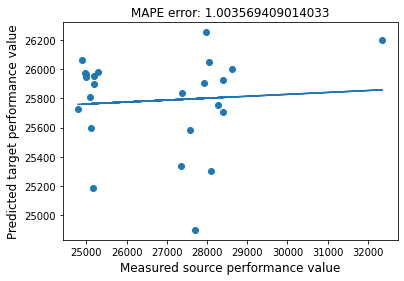 MAPE error: 1.003569409014033
Predicted target performance value
26200
26000
25800
25600
25400
25200
25000
25000 26000 27000 28000 29000 30000 31000 32000
Measured source performance value